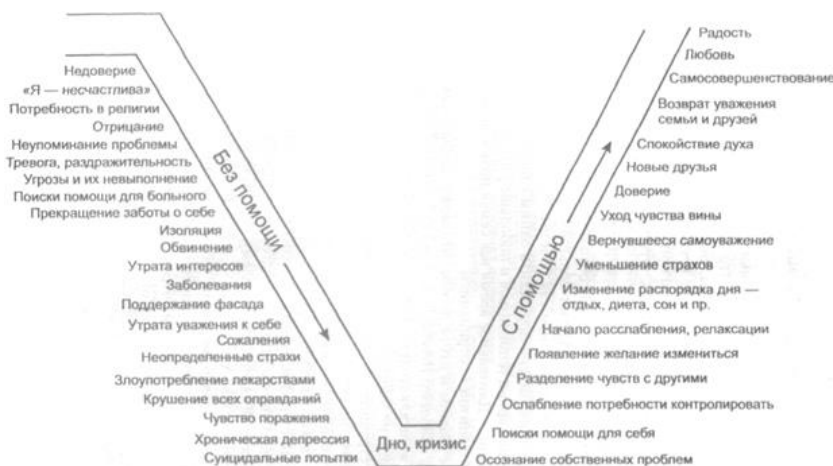 Недоверие
«Я — несчастлива»
Потребность в религии
Отрицание
Неупоминание проблемы
Тревога, раздражительность
Угрозы и их невыполнение
Поиски помощи для больного
Прекращение заботы о себе
Изоляция
Обвинение
Утрата интересов
Заболевания
Поддержание фасада
Утрата уважения к себе
Сожаления
Неопределенные страхи
Злоупотребление лекарствами
Крушение всех оправданий
Чувство поражения
Хроническая депрессия
Суицидальные попытки
Без помощи
Дно, кризис
С помощью
Радость
Любовь
Самосовершенствование
Возврат уважения
семьи и друзей
Спокойствие духа
Новые друзья
Доверие
Уход чувства вины
Вернувшееся самоуважение
Уменьшение страхов
Изменение распорядка дня —
отдых, диета, сон и пр.
Начало расслабления, релаксации
Появление желание измениться
Разделение чувств с другими
Ослабление потребности контролировать
Поиски помощи для себя
Осознание собственных проблем